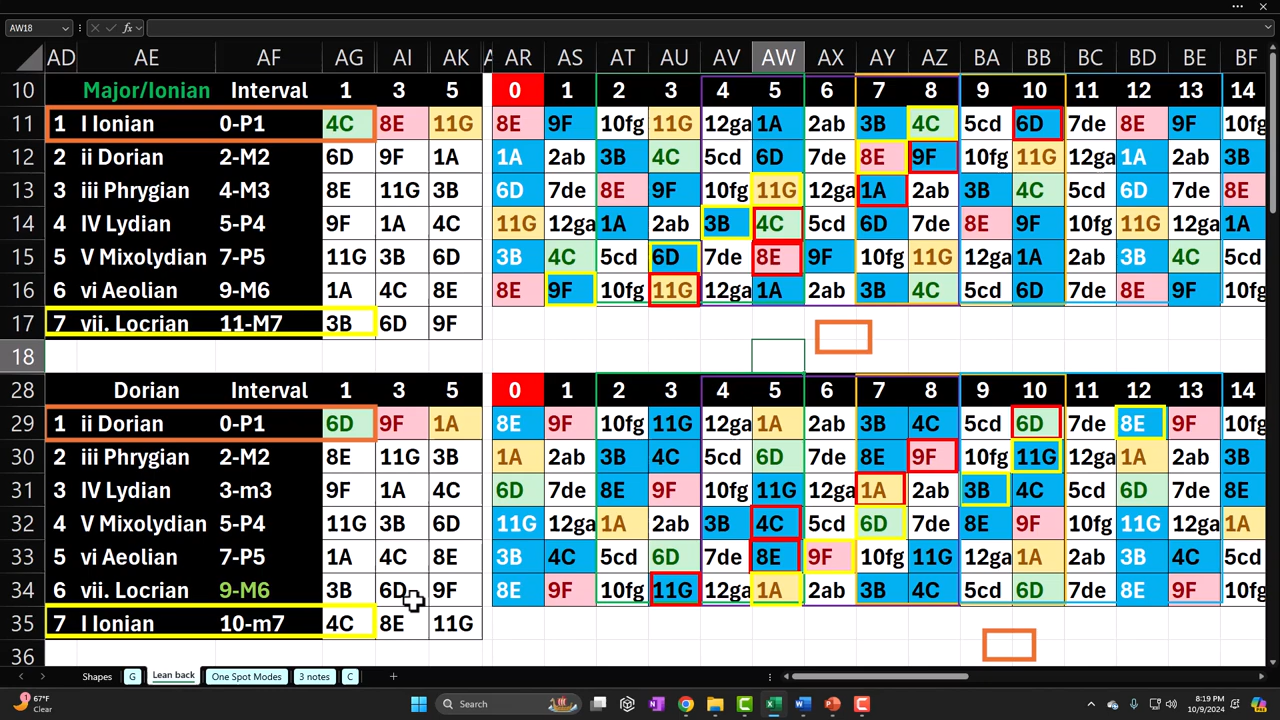 AW18 fx
AD AE AF AG AI AK A AR AS AT AU AV AW AX AY AZ BA BB BC BD BE BF
10 Major/Ionian Interval 1 3 5 0 1 2 3 4 5 6 7 8 9 10 11 12 13 14
11 1 I Ionian 0-P1 4C 8E 11G 8E 9F 10fg 11G 12ga 1A 2ab 3B 4C 5cd 6D 7de 8E 9F 10fg
12 2 ii Dorian 2-M2 6D 9F 1A 1A 2ab 3B 4C 5cd 6D 7de 8E 9F 10fg 11G 12ga 1A 2ab 3B
13 3 iii Phrygian 4-M3 8E 11G 3B 6D 7de 8E 9F 10fg 11G 12ga 1A 2ab 3B 4C 5cd 6D 7de 8E
14 4 IV Lydian 5-P4 9F 1A 4C 11G 12ga 1A 2ab 3B 4C 5cd 6D 7de 8E 9F 10fg 11G 12ga 1A
15 5 V Mixolydian 7-P5 11G 3B 6D 3B 4C 5cd 6D 7de 8E 9F 10fg 11G 12ga 1A 2ab 3B 4C 5cd
16 6 vi Aeolian 9-M6 1A 4C 8E 8E 9F 10fg 11G 12ga 1A 2ab 3B 4C 5cd 6D 7de 8E 9F 10fg
17 7 vii. Locrian 11-M7 3B 6D 9F
18
28 Dorian Interval 1 3 5 0 1 2 3 4 5 6 7 8 9 10 11 12 13 14
29 1 ii Dorian 0-P1 6D 9F 1A 8E 9F 10fg 11G 12ga 1A 2ab 3B 4C 5cd 6D 7de 8E 9F 10fg
30 2 iii Phrygian 2-M2 8E 11G 3B 1A 2ab 3B 4C 5cd 6D 7de 8E 9F 10fg 11G 12ga 1A 2ab 3B
31 3 IV Lydian 3-m3 9F 1A 4C 6D 7de 8E 9F 10fg 11G 12ga 1A 2ab 3B 4C 5cd 6D 7de 8E
32 4 V Mixolydian 5-P4 11G 3B 6D 11G 12ga 1A 2ab 3B 4C 5cd 6D 7de 8E 9F 10fg 11G 12ga 1A
33 5 vi Aeolian 7-P5 1A 4C 8E 3B 4C 5cd 6D 7de 8E 9F 10fg 11G 12ga 1A 2ab 3B 4C 5cd
34 6 vii. Locrian 9-M6 3B 6D 9F 8E 9F 10fg 11G 12ga 1A 2ab 3B 4C 5cd 6D 7de 8E 9F 10fg
35 7 I Ionian 10-m7 4C 8E 11G
36
Shapes G Lean back One Spot Modes 3 notes C +
67°F
Clear
Search
8:19 PM
10/9/2024